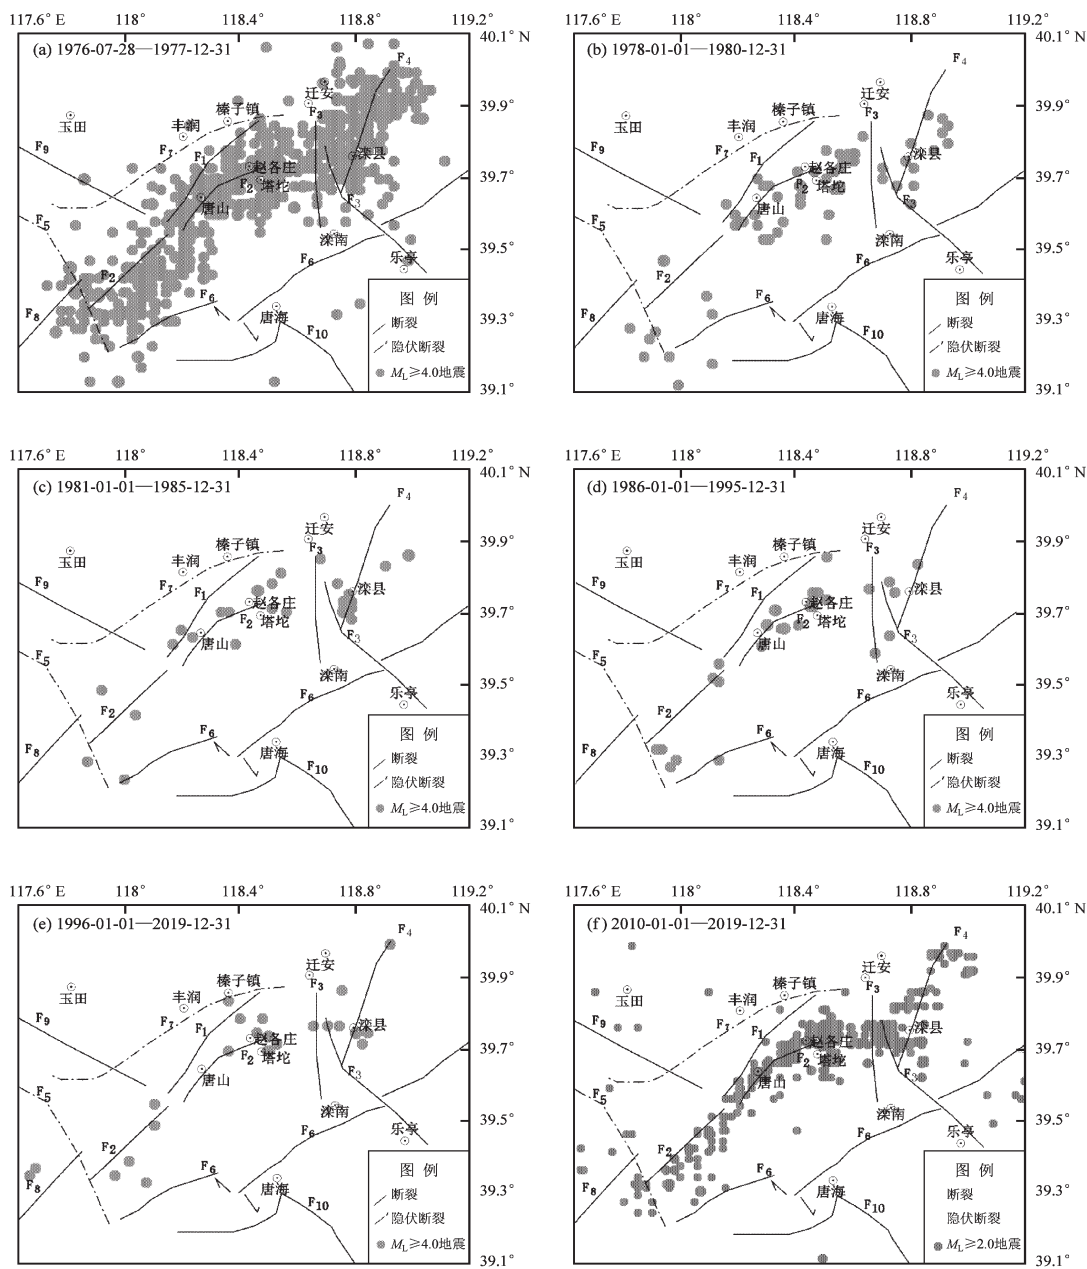 117.6° E 118° 118.4° 118.8° 119.2°
40.1° N
(a) 1976-07-28—1977-12-31
F4
迁安
39.9°
玉田
榛子镇
丰润
F3
F9
F7
F1
滦县
赵各庄
39.7°
F2
塔坨
F3
唐山
F5
滦南
39.5°
乐亭
F6
F2
F6
图 例
F8
唐海
F10
39.3°
断裂
隐伏断裂
ML≥4.0地震
39.1°
117.6° E 118° 118.4° 118.8° 119.2°
40.1° N
(b) 1978-01-01—1980-12-31
F4
迁安
39.9°
玉田
榛子镇
丰润
F3
F9
F7
F1
滦县
赵各庄
39.7°
F2
塔坨
F3
唐山
F5
滦南
39.5°
乐亭
F6
F2
F6
图 例
F8
唐海
F10
39.3°
断裂
隐伏断裂
ML≥4.0地震
39.1°
117.6° E 118° 118.4° 118.8° 119.2°
40.1° N
(c) 1981-01-01—1985-12-31
F4
迁安
39.9°
玉田
榛子镇
丰润
F3
F9
F7
F1
滦县
赵各庄
39.7°
F2
塔坨
F3
唐山
F5
滦南
39.5°
乐亭
F6
F2
F6
图 例
F8
唐海
F10
39.3°
断裂
隐伏断裂
ML≥4.0地震
39.1°
117.6° E 118° 118.4° 118.8° 119.2°
40.1° N
(d) 1986-01-01—1995-12-31
F4
迁安
39.9°
玉田
榛子镇
丰润
F3
F9
F7
F1
滦县
赵各庄
39.7°
F2
塔坨
F3
唐山
F5
滦南
39.5°
乐亭
F6
F2
F6
图 例
F8
唐海
F10
39.3°
断裂
隐伏断裂
ML≥4.0地震
39.1°
117.6° E 118° 118.4° 118.8° 119.2°
40.1° N
(e) 1996-01-01—2019-12-31
F4
迁安
39.9°
玉田
榛子镇
丰润
F3
F9
F7
F1
滦县
赵各庄
39.7°
F2
塔坨
F3
唐山
F5
滦南
39.5°
乐亭
F6
F2
F6
图 例
F8
唐海
F10
39.3°
断裂
隐伏断裂
ML≥4.0地震
39.1°
117.6° E 118° 118.4° 118.8° 119.2°
40.1° N
(f) 2010-01-01—2019-12-31
F4
迁安
39.9°
玉田
榛子镇
丰润
F3
F9
F7
F1
滦县
赵各庄
39.7°
F2
塔坨
F3
唐山
F5
滦南
39.5°
乐亭
F6
F2
F6
图 例
F8
唐海
F10
39.3°
断裂
隐伏断裂
ML≥2.0地震
39.1°